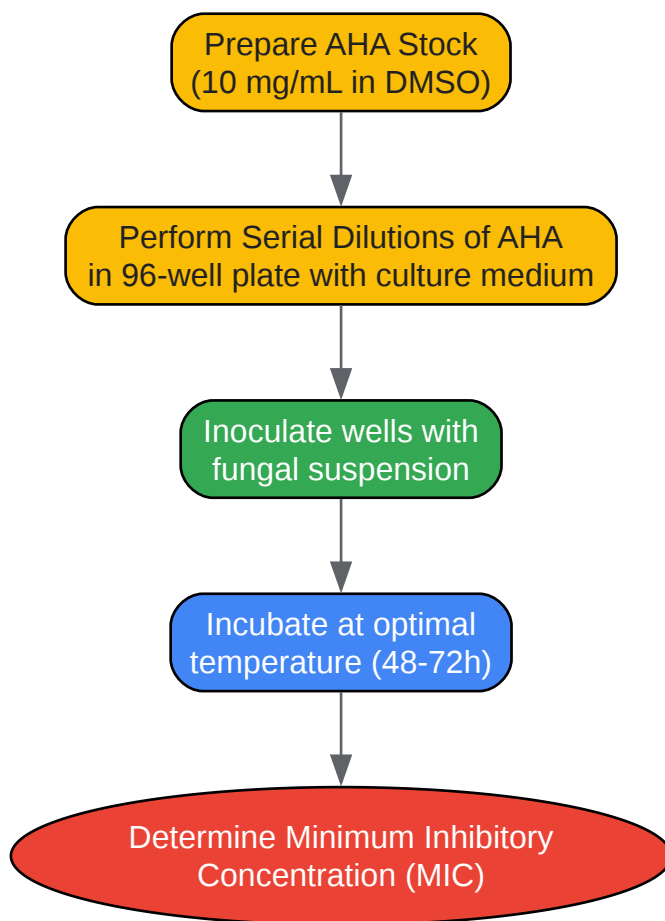 Prepare AHA Stock
(10 mg/mL in DMSO)
Perform Serial Dilutions of AHA
in 96-well plate with culture medium
Inoculate wells with
fungal suspension
Incubate at optimal
temperature (48-72h)
Determine Minimum Inhibitory
Concentration (MIC)